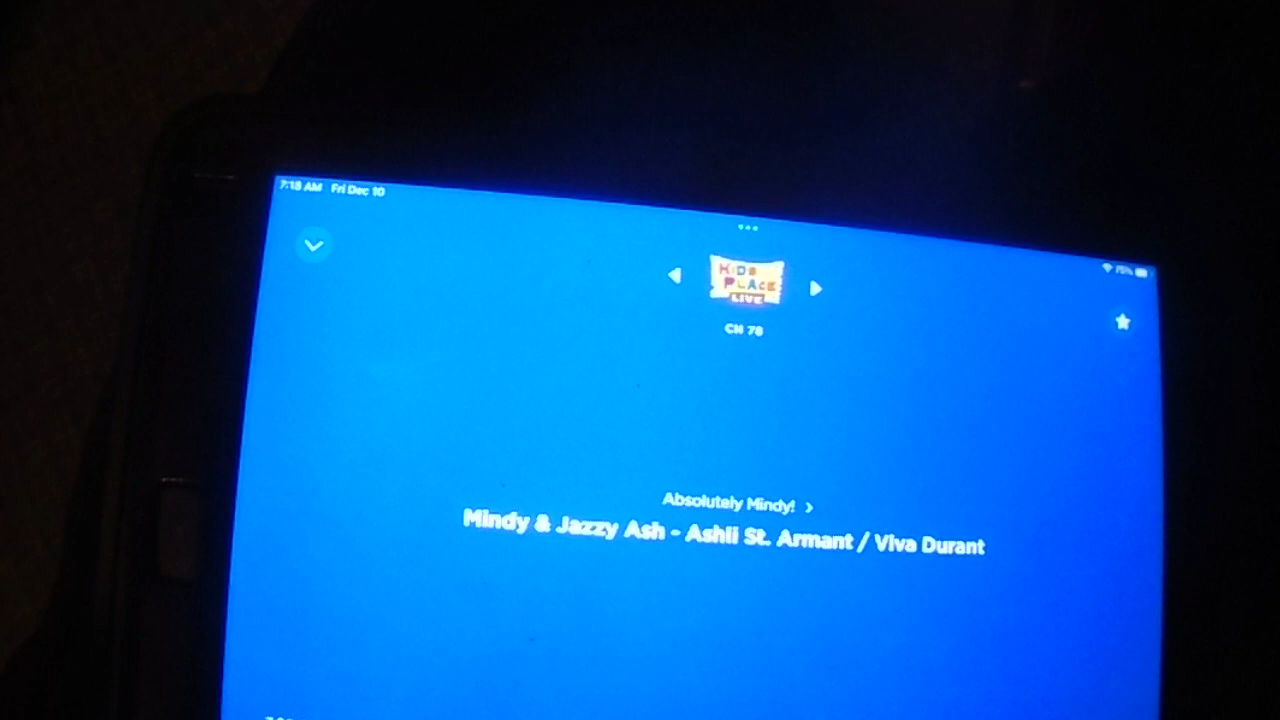 7:18 AM Fri Dec 10
75%
KIDS
PLACE
LIVE
CH 78
Absolutely Mindy!
Mindy & Jazzy Ash - Ashli St. Armant / Viva Durant